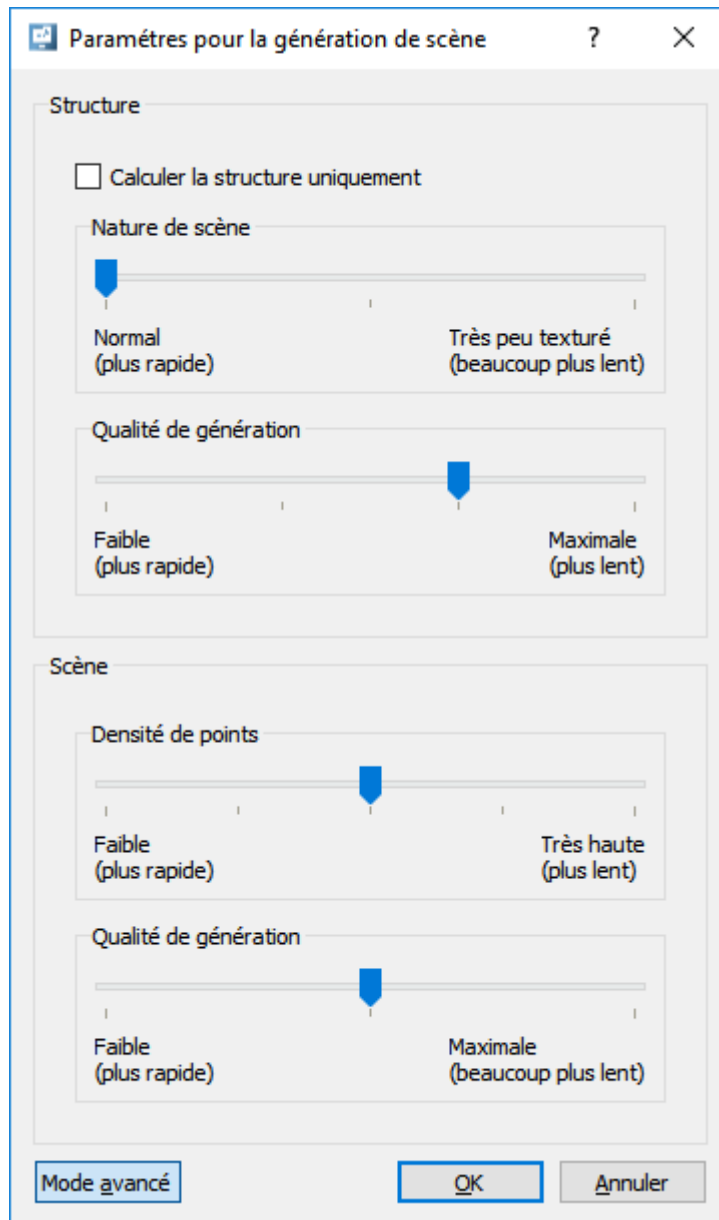 Paramétres pour la génération de scène
?
Structure
Calculer la structure uniquement
Nature de scène
Normal
(plus rapide)
Très peu texturé
(beaucoup plus lent)
Qualité de génération
Faible
(plus rapide)
Maximale
(plus lent)
Scène
Densité de points
Faible
(plus rapide)
Très haute
(plus lent)
Qualité de génération
Faible
(plus rapide)
Maximale
(beaucoup plus lent)
Mode avancé
OK
Annuler